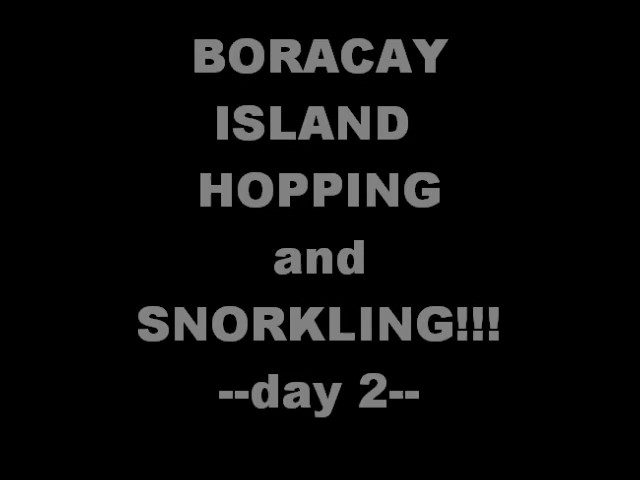 BORACAY
ISLAND
HOPPING
and
SNORKLING!!!
--day 2--